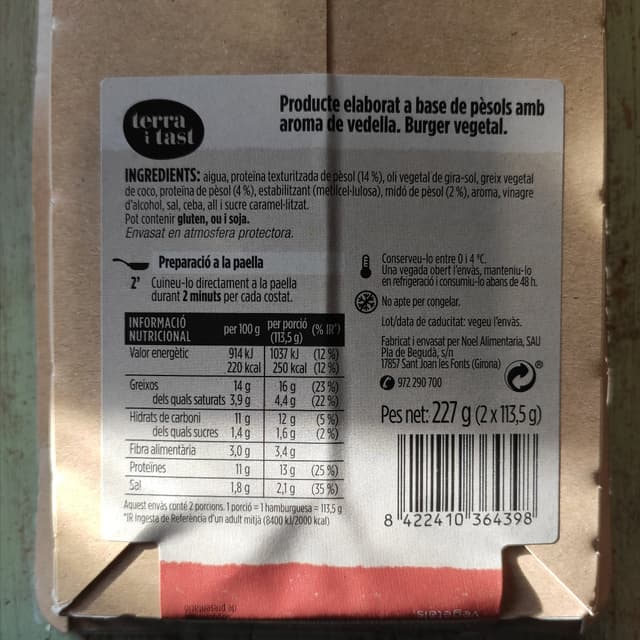 terra
i tast
Producte elaborat a base de pèsols amb
aroma de vedella. Burger vegetal.
INGREDIENTS: aigua, proteïna texturitzada de pèsol (14 %), oli vegetal de gira-sol, greix vegetal
de coco, proteïna de pèsol (4 %), estabilitzant (metilcel·lulosa), midó de pèsol (2 %), aroma, vinagre
d'alcohol, sal, ceba, all i sucre caramel·litzat.
Pot contenir gluten, ou i soja.
Envasat en atmosfera protectora.
Preparació a la paella
2' Cuineu-lo directament a la paella
durant 2 minuts per cada costat.
Conserveu-lo entre 0 i 4 °C.
Una vegada obert l'envàs, manteniu-lo
en refrigeració i consumiu-lo abans de 48 h.
No apte per congelar.
Lot/data de caducitat: vegeu l'envàs.
Fabricat i envasat per Noel Alimentaria, SAU
Pla de Begudà, s/n
17857 Sant Joan les Fonts (Girona)
972 290 700
Pes net: 227 g (2 x 113,5 g)
INFORMACIÓ NUTRICIONAL per 100 g per porció (113,5 g) (% IR*)
Valor energètic 914 kJ 1037 kJ (12 %)
220 kcal 250 kcal (12 %)
Greixos 14 g 16 g (23 %)
dels quals saturats 3,9 g 4,4 g (22 %)
Hidrats de carboni 11 g 12 g (5 %)
dels quals sucres 1,4 g 1,6 g (2 %)
Fibra alimentària 3,0 g 3,4 g
Proteïnes 11 g 13 g (25 %)
Sal 1,8 g 2,1 g (35 %)
Aquest envàs conté 2 porcions. 1 porció = 1 hamburguesa = 113,5 g
*IR Ingesta de Referència d'un adult mitjà (8400 kJ/2000 kcal)
8 422410 364398
de presentació
vegetals